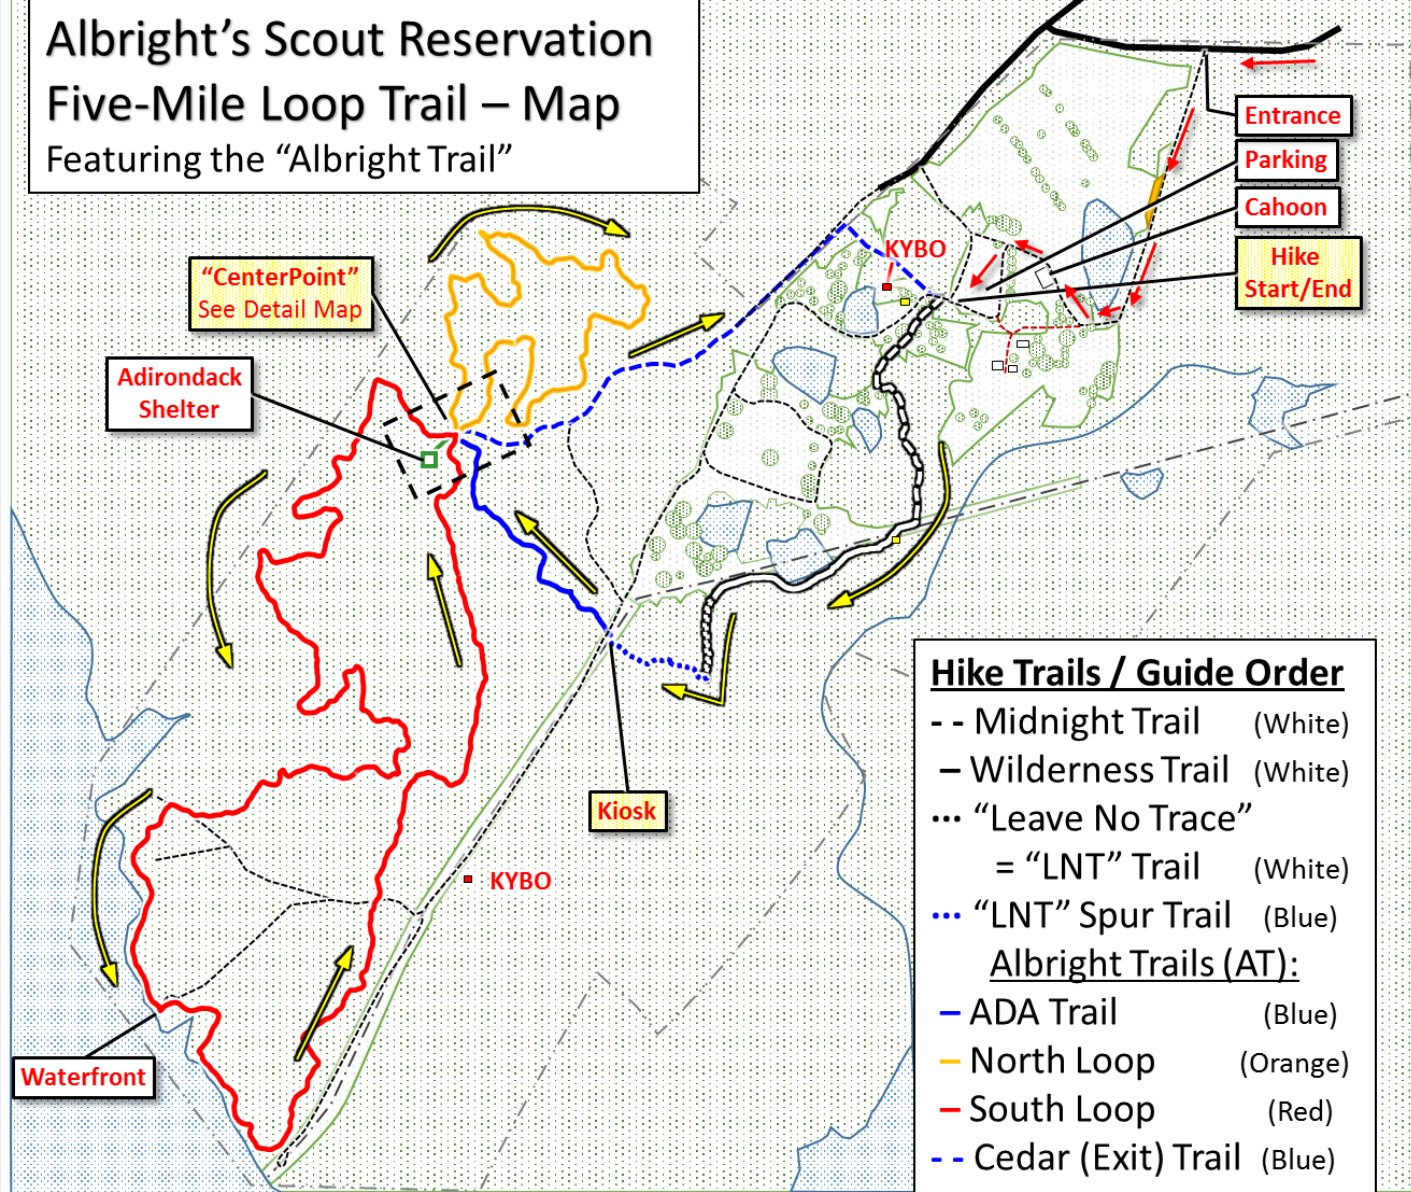 Albright's Scout Reservation
Five-Mile Loop Trail – Map
Featuring the "Albright Trail"
Entrance
Parking
Cahoon
Hike
Start/End
KYBO
"CenterPoint"
See Detail Map
Adirondack
Shelter
Kiosk
KYBO
Waterfront
Hike Trails / Guide Order
- - Midnight Trail (White)
– Wilderness Trail (White)
··· "Leave No Trace"
= "LNT" Trail (White)
··· "LNT" Spur Trail (Blue)
Albright Trails (AT):
– ADA Trail (Blue)
– North Loop (Orange)
– South Loop (Red)
- - Cedar (Exit) Trail (Blue)